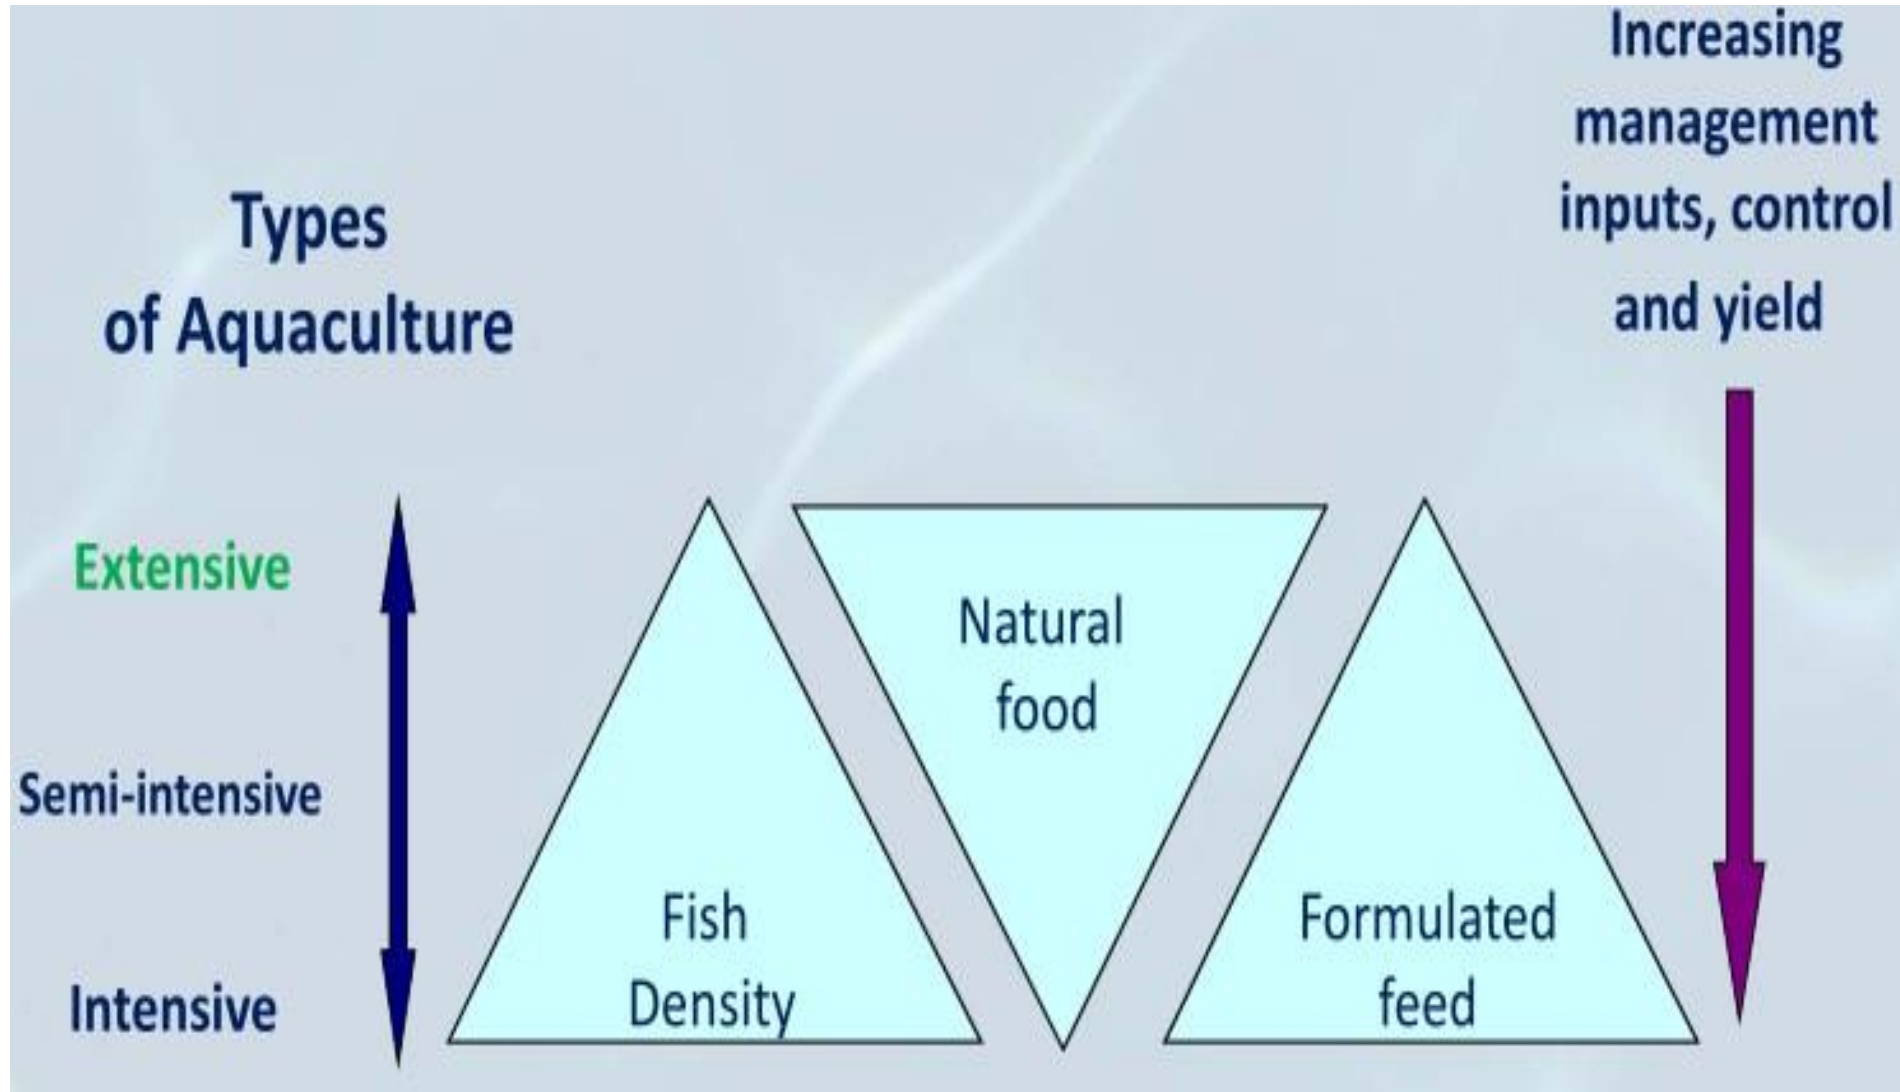 Types
of Aquaculture
Increasing
management
inputs, control
and yield
Extensive
Semi-intensive
Intensive
Fish
Density
Natural
food
Formulated
feed